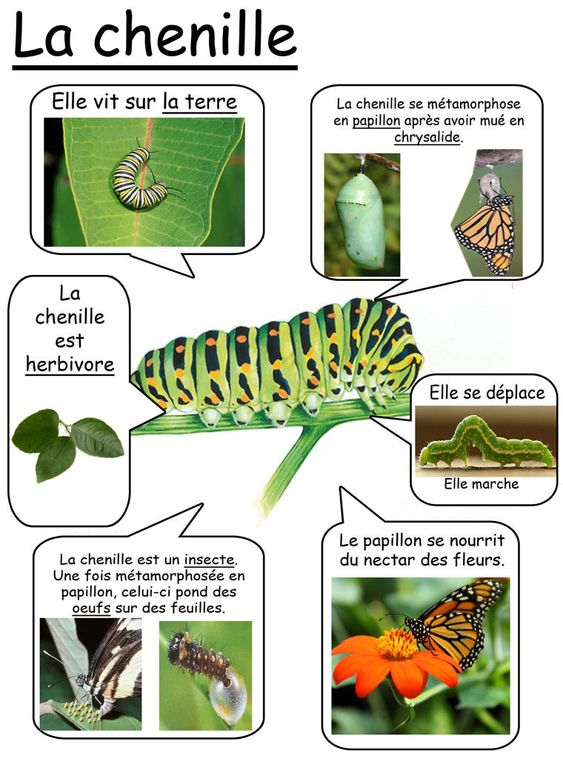 La chenille
Elle vit sur la terre
La chenille se métamorphose
en papillon après avoir mué en
chrysalide.
La
chenille
est
herbivore
Elle se déplace
Elle marche
La chenille est un insecte.
Une fois métamorphosée en
papillon, celui-ci pond des
oeufs sur des feuilles.
Le papillon se nourrit
du nectar des fleurs.